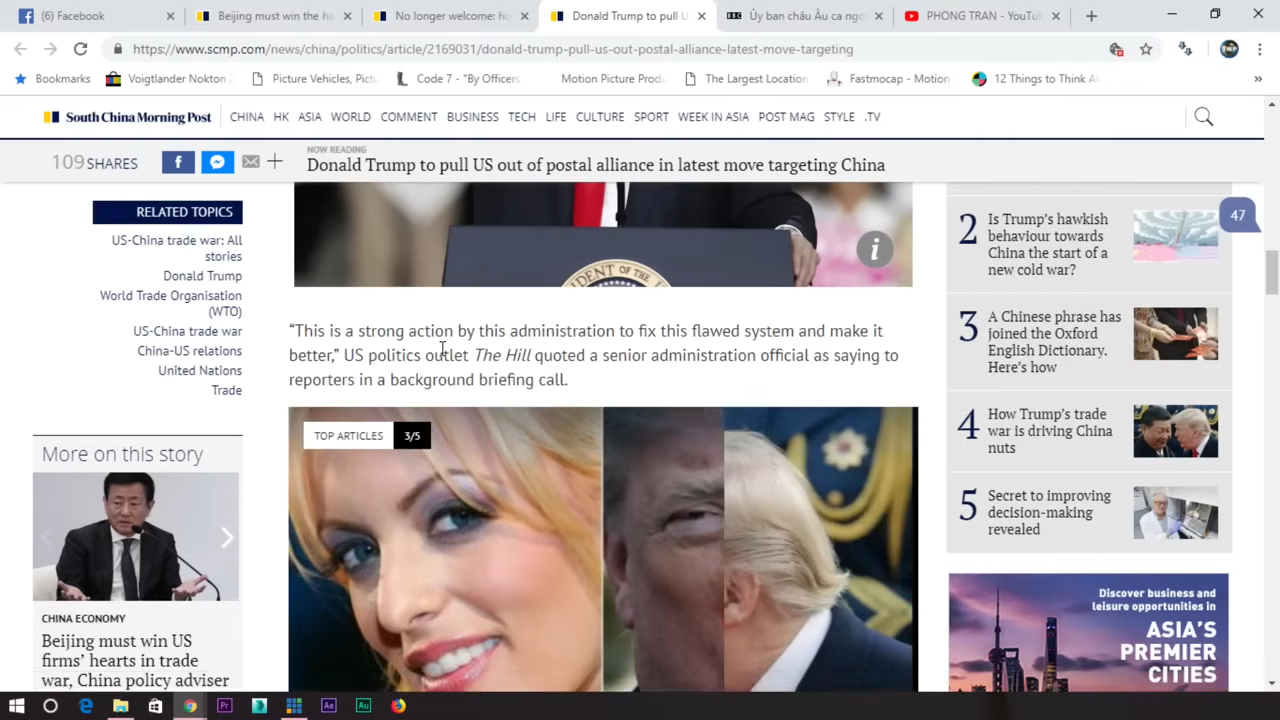 Facebook
Beijing must win the he
No longer welcome: ho
Donald Trump to pull U
Ủy ban châu Âu ca ngợ
PHONG TRAN - YouTu
https://www.scmp.com/news/china/politics/article/2169031/donald-trump-pull-us-out-postal-alliance-latest-move-targeting
Bookmarks
Voigtlander Nokton
Picture Vehicles, Pictu
Code 7 - "By Officers
Motion Picture Produ
The Largest Location
Fastmocap - Motion
12 Things to Think A
South China Morning Post
CHINA HK ASIA WORLD COMMENT BUSINESS TECH LIFE CULTURE SPORT WEEK IN ASIA POST MAG STYLE .TV
109 SHARES
NOW READING
Donald Trump to pull US out of postal alliance in latest move targeting China
RELATED TOPICS
US-China trade war: All
stories
Donald Trump
World Trade Organisation
(WTO)
US-China trade war
China-US relations
United Nations
Trade
More on this story
CHINA ECONOMY
Beijing must win US
firms’ hearts in trade
war, China policy adviser
“This is a strong action by this administration to fix this flawed system and make it
better,” US politics outlet The Hill quoted a senior administration official as saying to
reporters in a background briefing call.
TOP ARTICLES 3/5
47
2
Is Trump’s hawkish
behaviour towards
China the start of a
new cold war?
3
A Chinese phrase has
joined the Oxford
English Dictionary.
Here’s how
4
How Trump’s trade
war is driving China
nuts
5
Secret to improving
decision-making
revealed
Discover business and
leisure opportunities in
ASIA’S
PREMIER
CITIES
Pr
Ae
Au